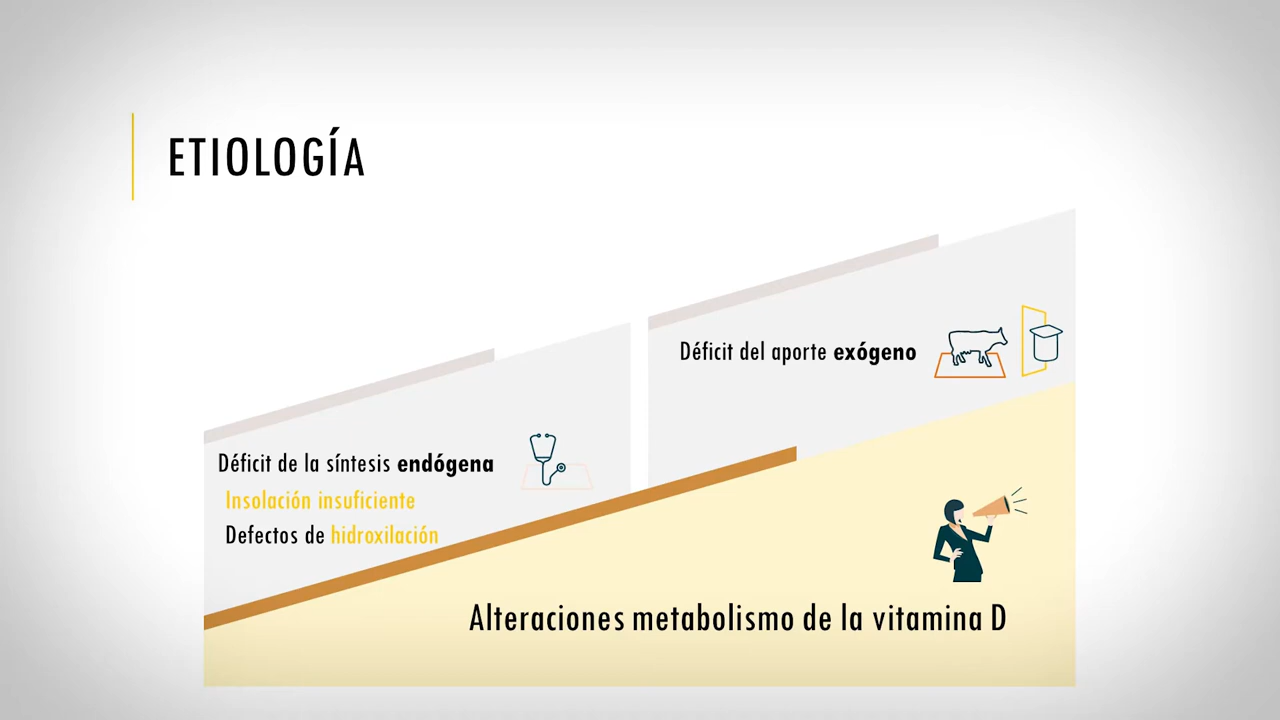 ETIOLOGÍA
Déficit del aporte exógeno
Déficit de la síntesis endógena
Insolación insuficiente
Defectos de hidroxilación
Alteraciones metabolismo de la vitamina D